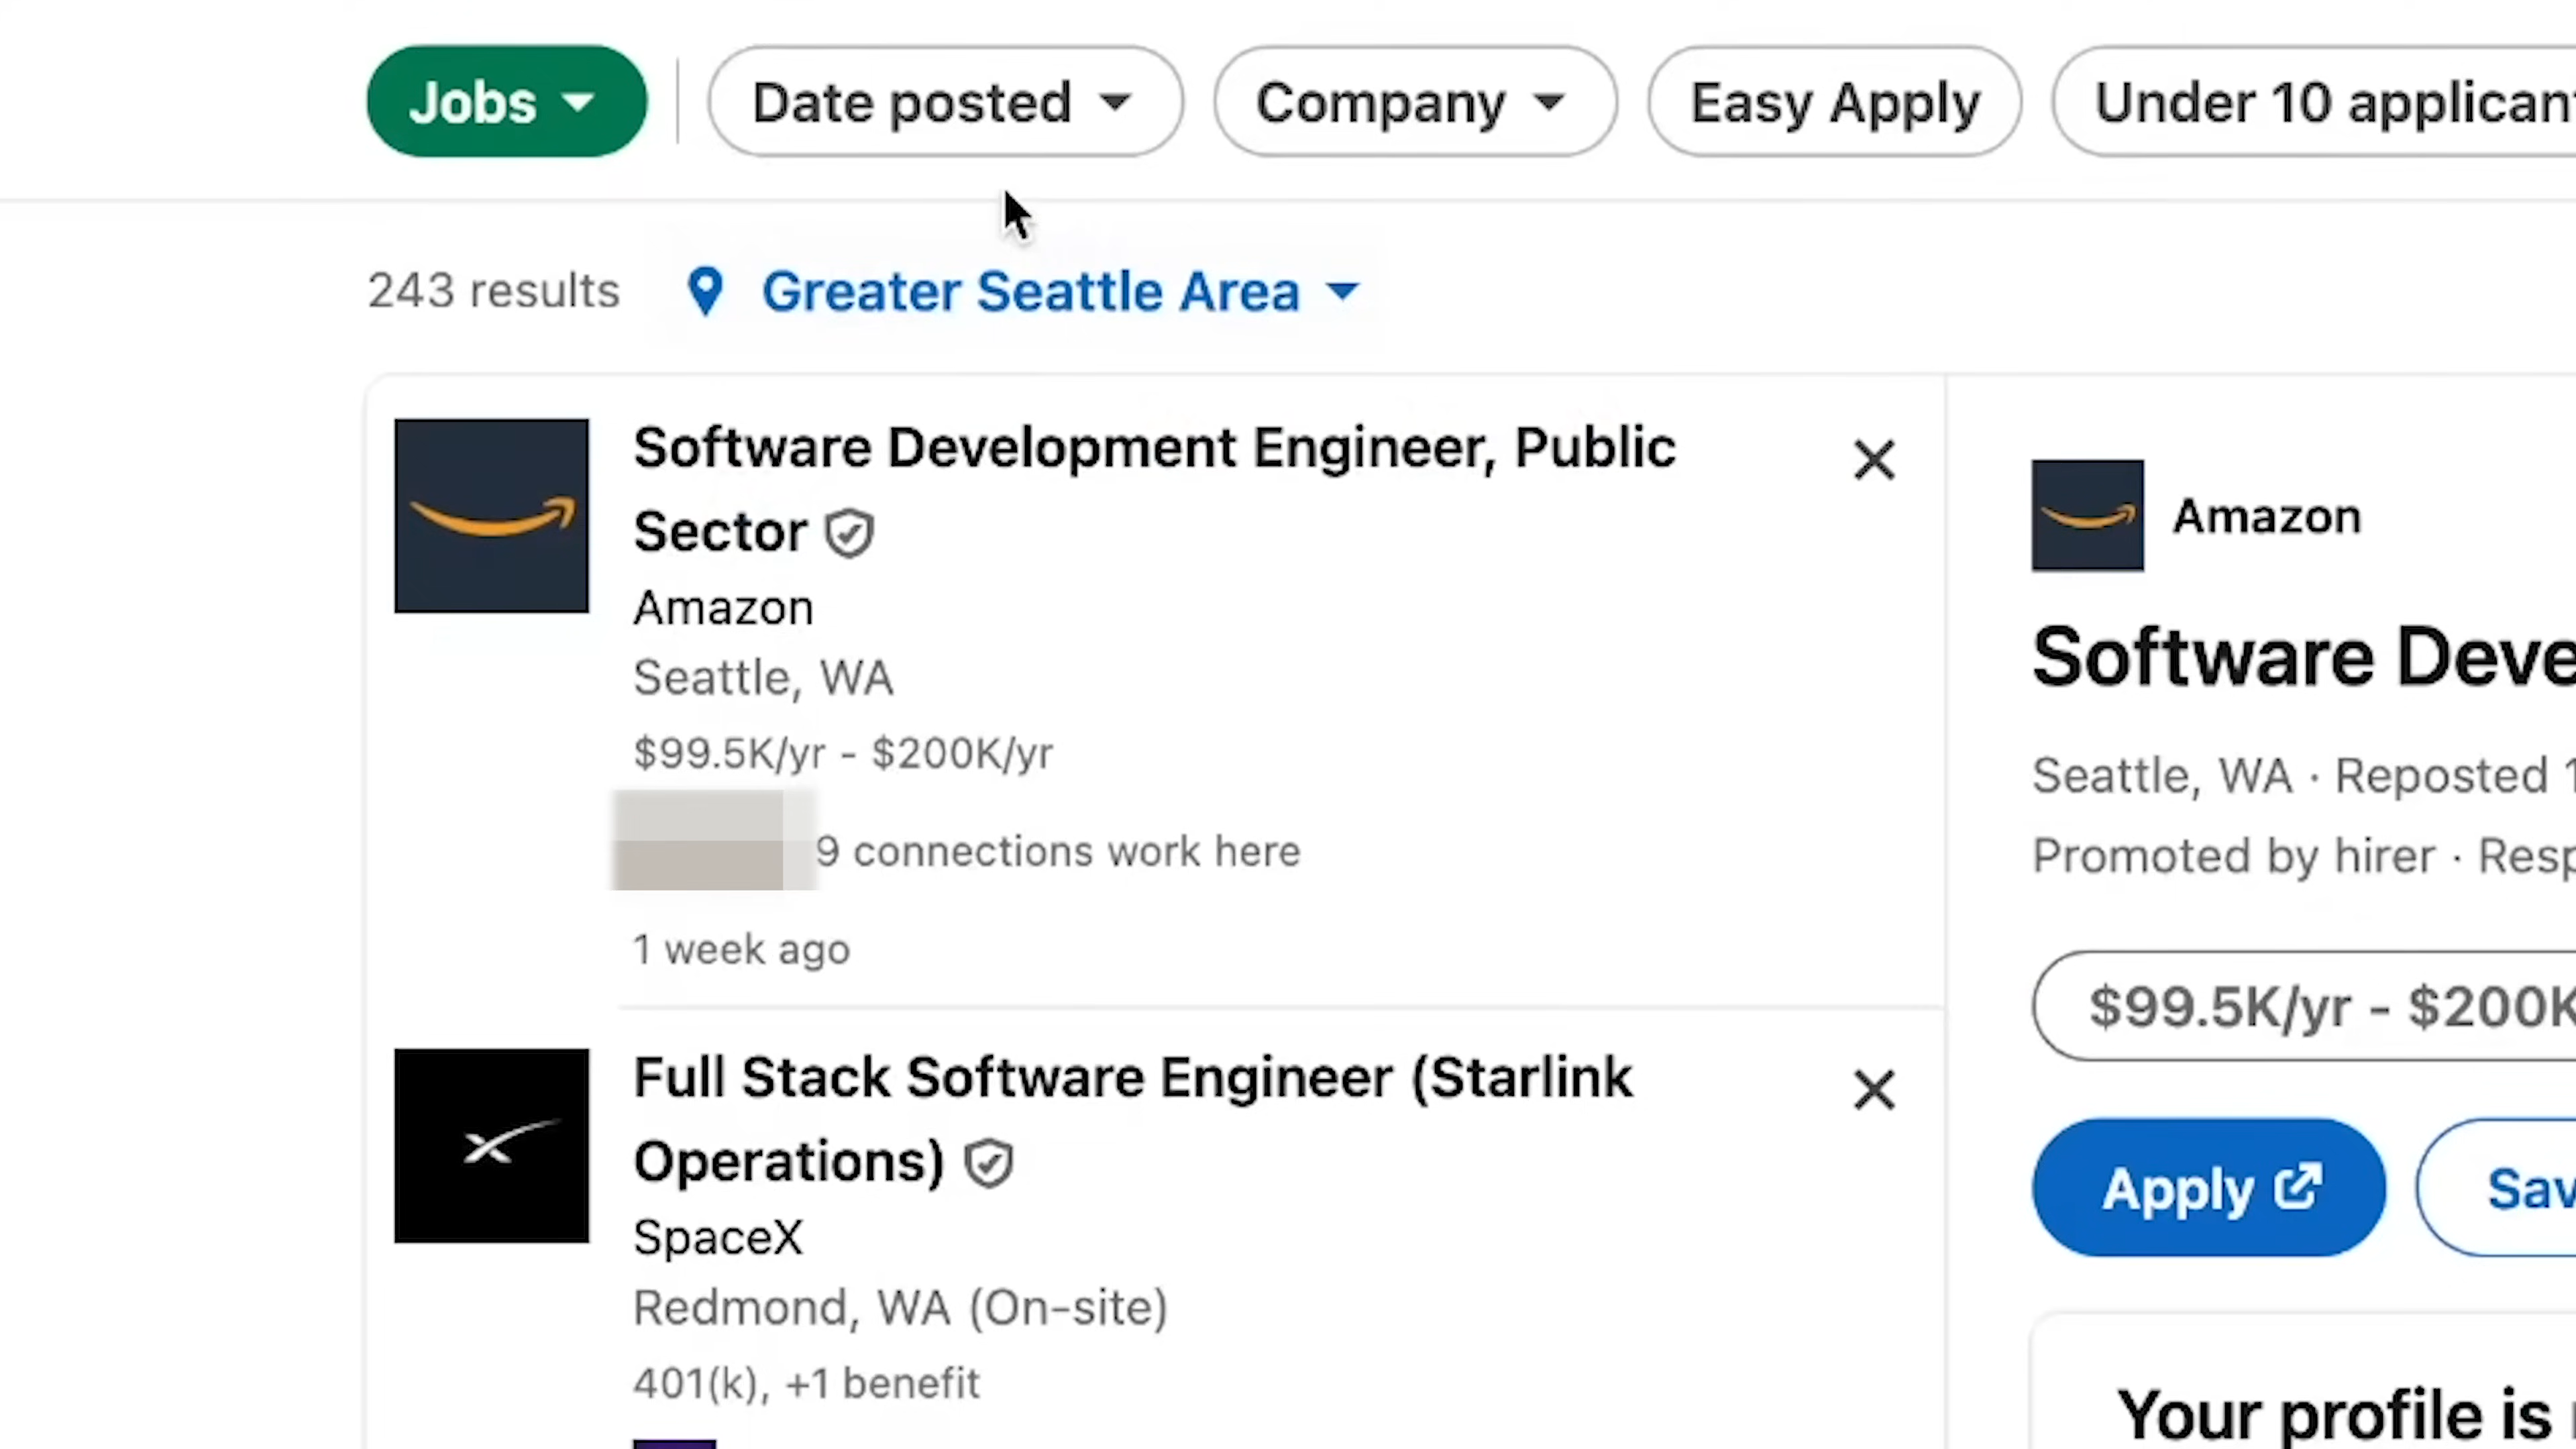 Jobs
Date posted
Company
Easy Apply
Under 10 applican
243 results
Greater Seattle Area
Software Development Engineer, Public
Sector
Amazon
Seattle, WA
$99.5K/yr - $200K/yr
9 connections work here
1 week ago
Full Stack Software Engineer (Starlink
Operations)
SpaceX
Redmond, WA (On-site)
401(k), +1 benefit
Amazon
Software Deve
Seattle, WA · Reposted 1
Promoted by hirer · Resp
$99.5K/yr - $200K
Apply
Sav
Your profile is